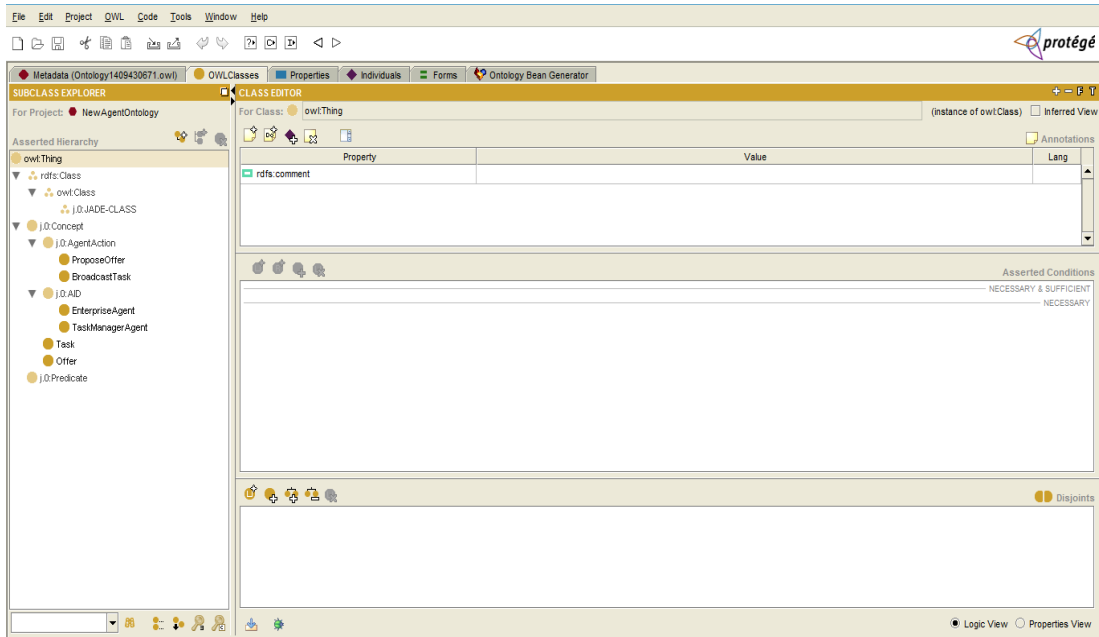 File Edit Project OWL Code Tools Window Help
protégé
Metadata (Ontology1409430671.owl) OWLClasses Properties Individuals Forms Ontology Bean Generator
SUBCLASS EXPLORER
CLASS EDITOR
For Project: NewAgentOntology
For Class: owl:Thing (instance of owl:Class) Inferred View
Asserted Hierarchy
Annotations
Property Value Lang
rdfs:comment
owl:Thing
rdfs:Class
owl:Class
j.0:JADE-CLASS
j.0:Concept
j.0:AgentAction
ProposeOffer
BroadcastTask
j.0:AID
EnterpriseAgent
TaskManagerAgent
Task
Offer
j.0:Predicate
Asserted Conditions
NECESSARY & SUFFICIENT
NECESSARY
Disjoints
Logic View Properties View